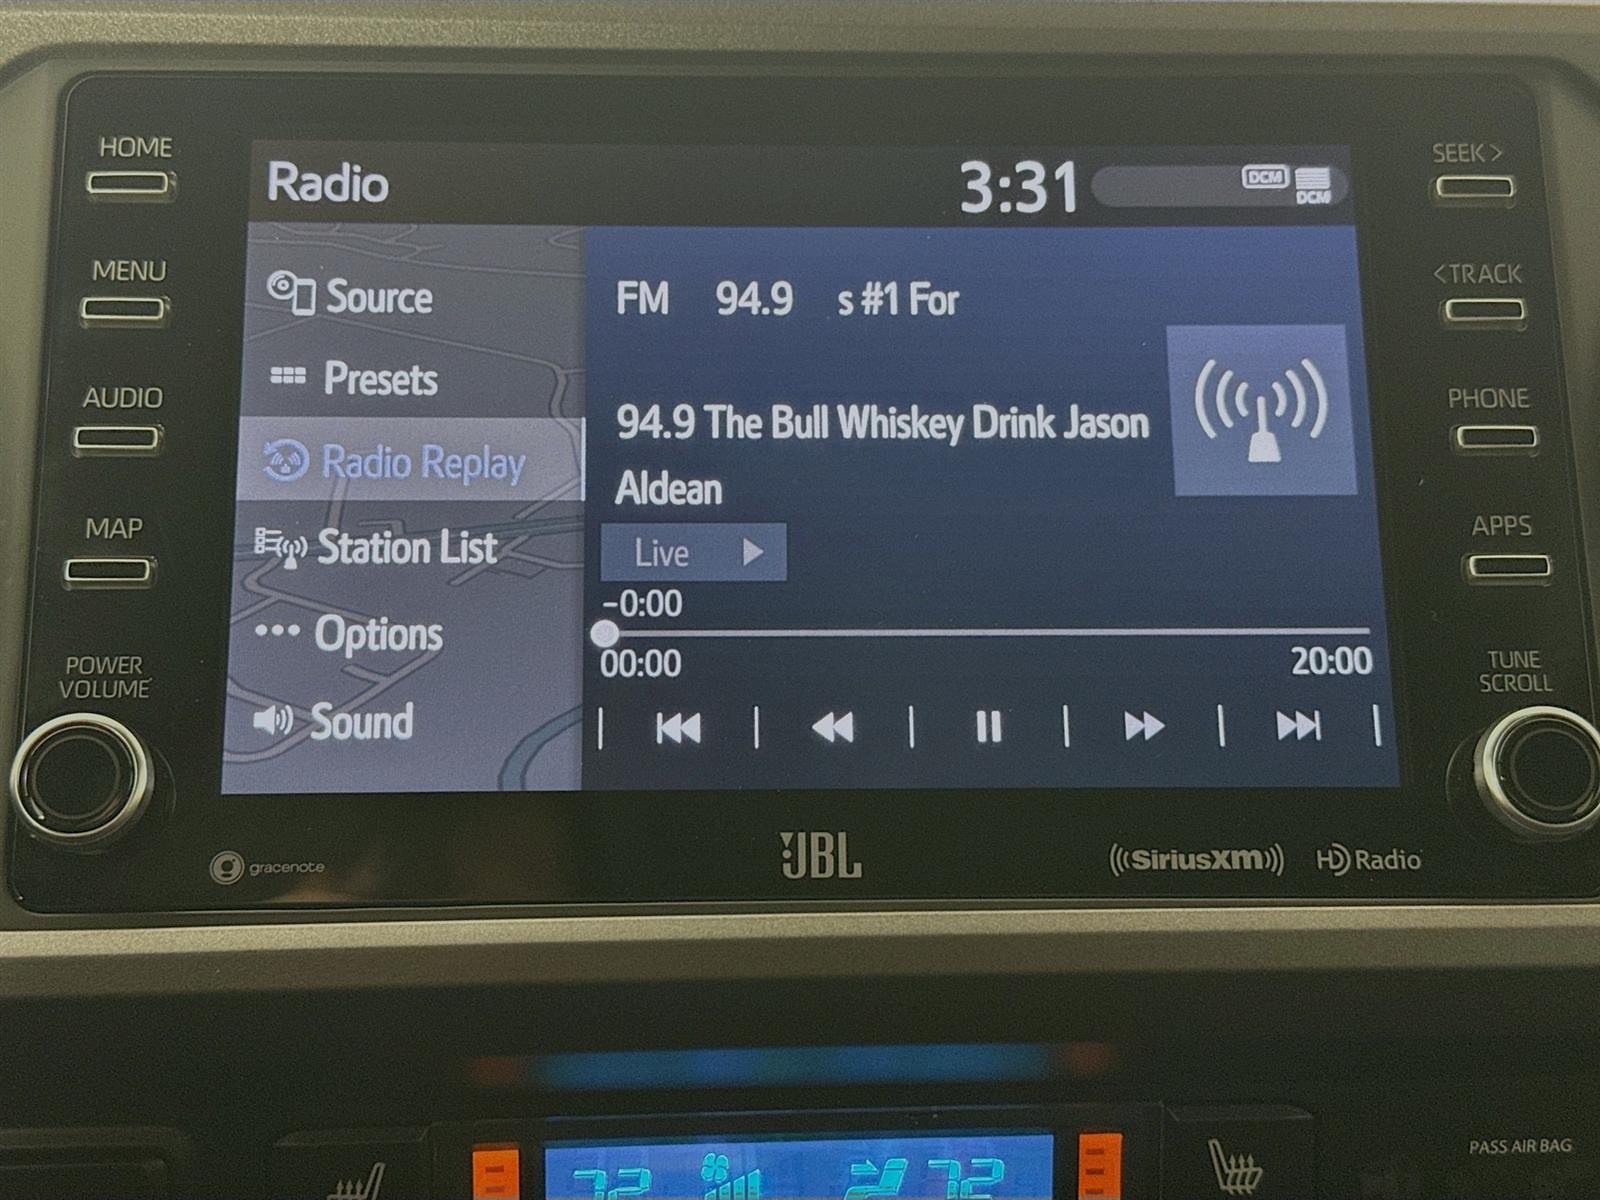 HOME
MENU
AUDIO
MAP
POWER
VOLUME
Radio
3:31
DCM
DCM
Source
Presets
Radio Replay
Station List
Options
Sound
FM 94.9 s #1 For
94.9 The Bull Whiskey Drink Jason
Aldean
Live
-0:00
00:00
20:00
SEEK >
< TRACK
PHONE
APPS
TUNE
SCROLL
gracenote
JBL
((SiriusXM))
HD Radio
72
72
PASS AIR BAG